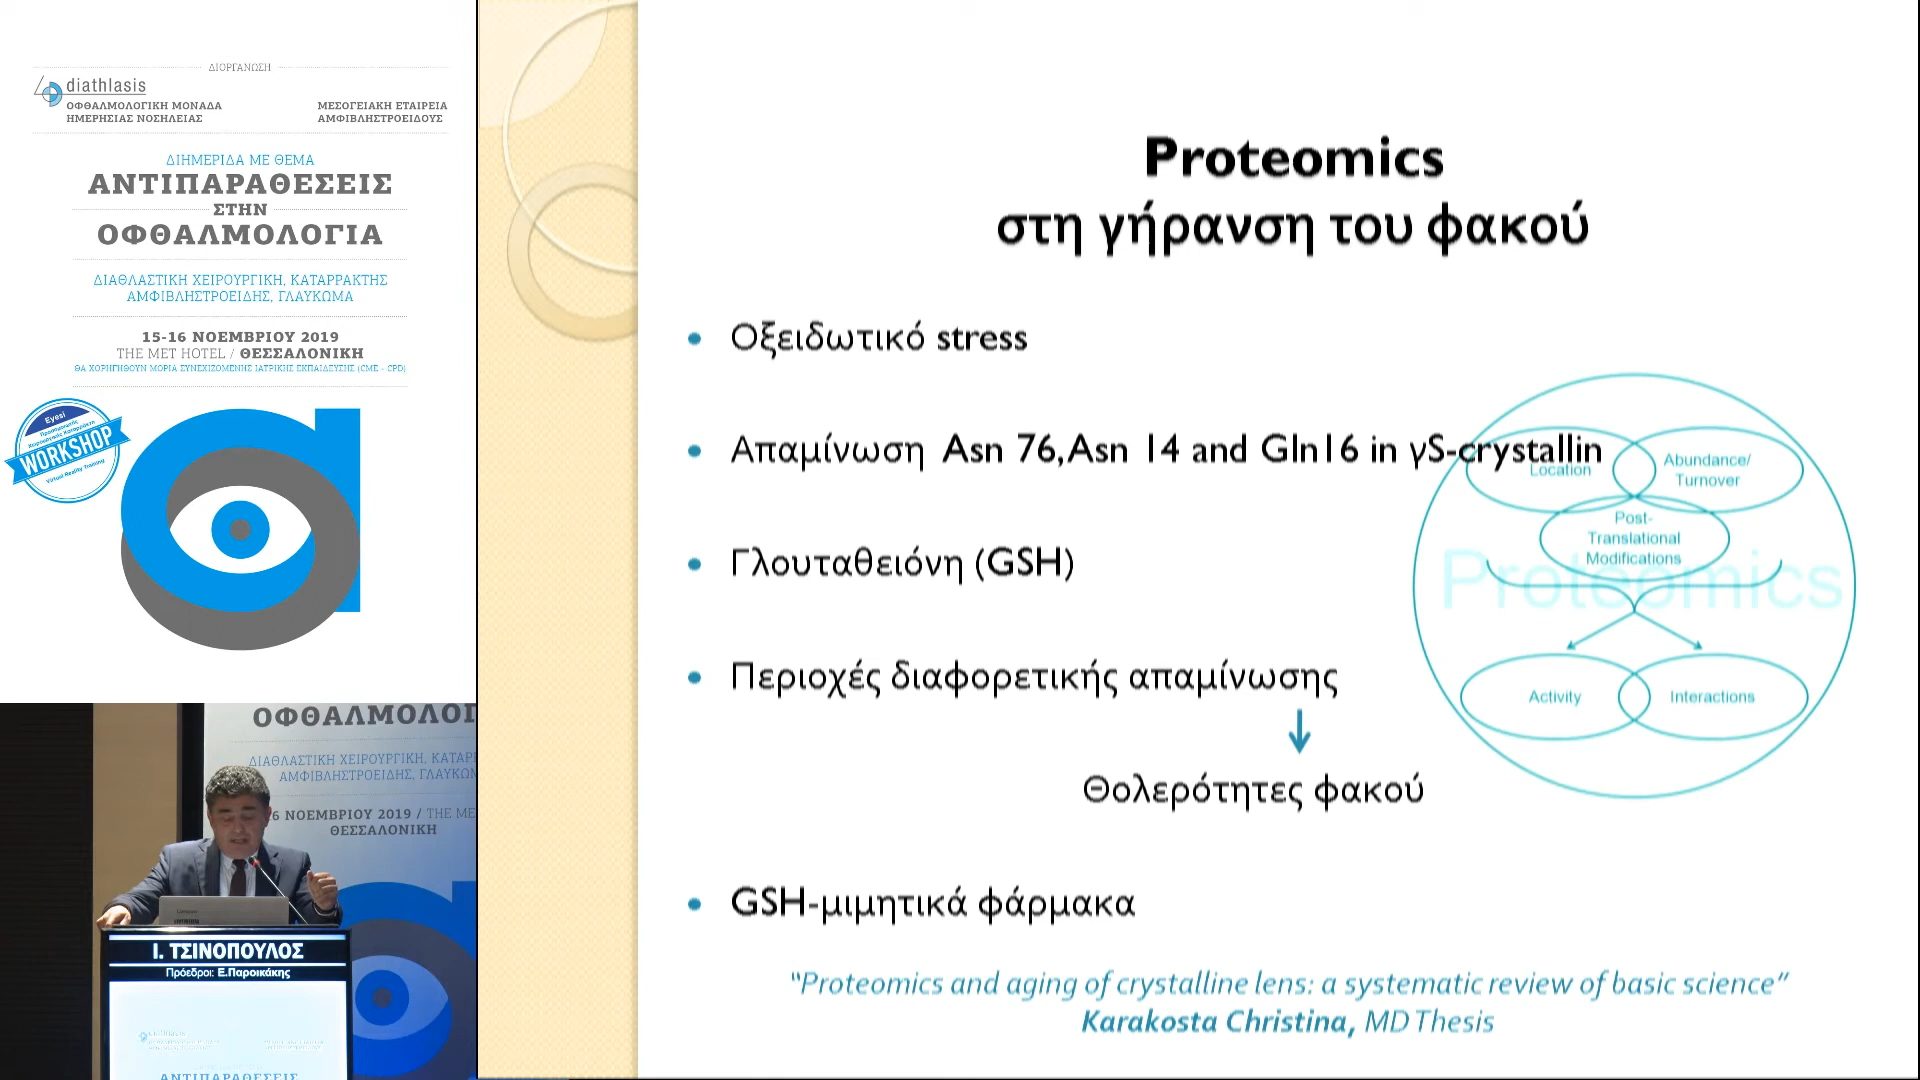 ΔΙΟΡΓΑΝΩΣΗ
diathlasis
ΟΦΘΑΛΜΟΛΟΓΙΚΗ ΜΟΝΑΔΑ
ΗΜΕΡΗΣΙΑΣ ΝΟΣΗΛΕΙΑΣ
ΜΕΣΟΓΕΙΑΚΗ ΕΤΑΙΡΕΙΑ
ΑΜΦΙΒΛΗΣΤΡΟΕΙΔΟΥΣ
ΔΙΗΜΕΡΙΔΑ ΜΕ ΘΕΜΑ
ΑΝΤΙΠΑΡΑΘΕΣΕΙΣ
ΣΤΗΝ
ΟΦΘΑΛΜΟΛΟΓΙΑ
ΔΙΑΘΛΑΣΤΙΚΗ ΧΕΙΡΟΥΡΓΙΚΗ, ΚΑΤΑΡΡΑΚΤΗΣ
ΑΜΦΙΒΛΗΣΤΡΟΕΙΔΗΣ, ΓΛΑΥΚΩΜΑ
15-16 ΝΟΕΜΒΡΙΟΥ 2019
THE MET HOTEL / ΘΕΣΣΑΛΟΝΙΚΗ
ΘΑ ΧΟΡΗΓΗΘΟΥΝ ΜΟΡΙΑ ΣΥΝΕΧΙΖΟΜΕΝΗΣ ΙΑΤΡΙΚΗΣ ΕΚΠΑΙΔΕΥΣΗΣ (CME - CPD)
Eyesi
WORKSHOP
Virtual Reality Training
ΟΦΘΑΛΜΟΛΟΓ
ΔΙΑΘΛΑΣΤΙΚΗ ΧΕΙΡΟΥΡΓΙΚΗ, ΚΑΤΑΡ
ΑΜΦΙΒΛΗΣΤΡΟΕΙΔΗΣ, ΓΛΑΥΚΩΜ
6 ΝΟΕΜΒΡΙΟΥ 2019 / THE ME
ΘΕΣΣΑΛΟΝΙΚΗ
Ι. ΤΣΙΝΟΠΟΥΛΟΣ
Πρόεδροι: Ε.Παροικάκης
ΑΝΤΙΠΑΡΑΘΕΣΕΙΣ
Proteomics
στη γήρανση του φακού
• Οξειδωτικό stress
• Απαμίνωση Asn 76, Asn 14 and Gln16 in γS-crystallin
• Γλουταθειόνη (GSH)
• Περιοχές διαφορετικής απαμίνωσης
Θολερότητες φακού
• GSH-μιμητικά φάρμακα
Location
Abundance/
Turnover
Post-
Translational
Modifications
Proteomics
Activity
Interactions
“Proteomics and aging of crystalline lens: a systematic review of basic science”
Karakosta Christina, MD Thesis